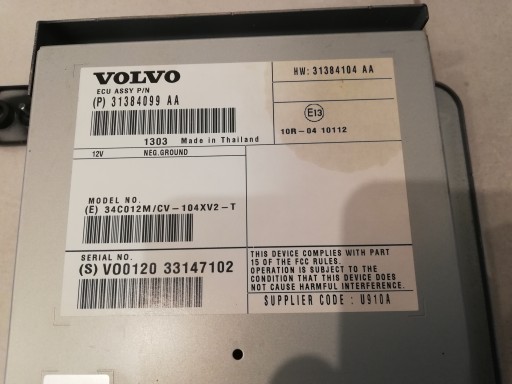 VOLVO
ECU ASSY P/N
(P) 31384099 AA
HW: 31384104 AA
E13
10R-04 10112
1303 Made in Thailand
12V NEG.GROUND
MODEL NO.
(E) 34C012M/CV-104XV2-T
SERIAL NO.
(S) VO0120 33147102
THIS DEVICE COMPLIES WITH PART
15 OF THE FCC RULES.
OPERATION IS SUBJECT TO THE
CONDITION THAT THIS DEVICE DOES
NOT CAUSE HARMFUL INTERFERENCE.
SUPPLIER CODE : U910A